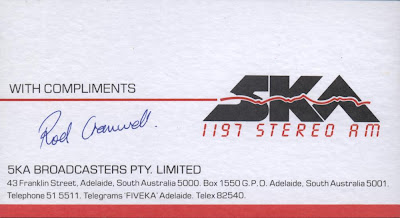 WITH COMPLIMENTS
5KA
1197 STEREO AM
Rod Cramwell.
5KA BROADCASTERS PTY. LIMITED
43 Franklin Street, Adelaide, South Australia 5000. Box 1550 G.P.O. Adelaide, South Australia 5001.
Telephone 51 5511. Telegrams 'FIVEKA' Adelaide. Telex 82540.